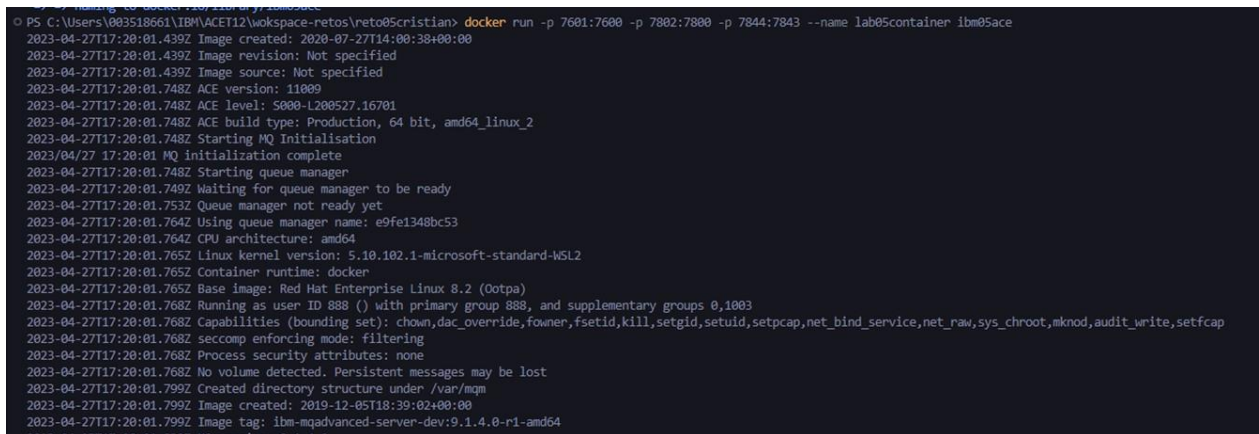 => => naming to docker.io/library/ibm05ace
PS C:\Users\003518661\IBM\ACET12\wokspace-retos\reto05cristian> docker run -p 7601:7600 -p 7802:7800 -p 7844:7843 --name lab05container ibm05ace
2023-04-27T17:20:01.439Z Image created: 2020-07-27T14:00:38+00:00
2023-04-27T17:20:01.439Z Image revision: Not specified
2023-04-27T17:20:01.439Z Image source: Not specified
2023-04-27T17:20:01.748Z ACE version: 11009
2023-04-27T17:20:01.748Z ACE level: S000-L200527.16701
2023-04-27T17:20:01.748Z ACE build type: Production, 64 bit, amd64_linux_2
2023-04-27T17:20:01.748Z Starting MQ Initialisation
2023/04/27 17:20:01 MQ initialization complete
2023-04-27T17:20:01.748Z Starting queue manager
2023-04-27T17:20:01.749Z Waiting for queue manager to be ready
2023-04-27T17:20:01.753Z Queue manager not ready yet
2023-04-27T17:20:01.764Z Using queue manager name: e9fe1348bc53
2023-04-27T17:20:01.764Z CPU architecture: amd64
2023-04-27T17:20:01.765Z Linux kernel version: 5.10.102.1-microsoft-standard-WSL2
2023-04-27T17:20:01.765Z Container runtime: docker
2023-04-27T17:20:01.765Z Base image: Red Hat Enterprise Linux 8.2 (Ootpa)
2023-04-27T17:20:01.768Z Running as user ID 888 () with primary group 888, and supplementary groups 0,1003
2023-04-27T17:20:01.768Z Capabilities (bounding set): chown,dac_override,fowner,fsetid,kill,setgid,setuid,setpcap,net_bind_service,net_raw,sys_chroot,mknod,audit_write,setfcap
2023-04-27T17:20:01.768Z seccomp enforcing mode: filtering
2023-04-27T17:20:01.768Z Process security attributes: none
2023-04-27T17:20:01.768Z No volume detected. Persistent messages may be lost
2023-04-27T17:20:01.799Z Created directory structure under /var/mqm
2023-04-27T17:20:01.799Z Image created: 2019-12-05T18:39:02+00:00
2023-04-27T17:20:01.799Z Image tag: ibm-mqadvanced-server-dev:9.1.4.0-r1-amd64